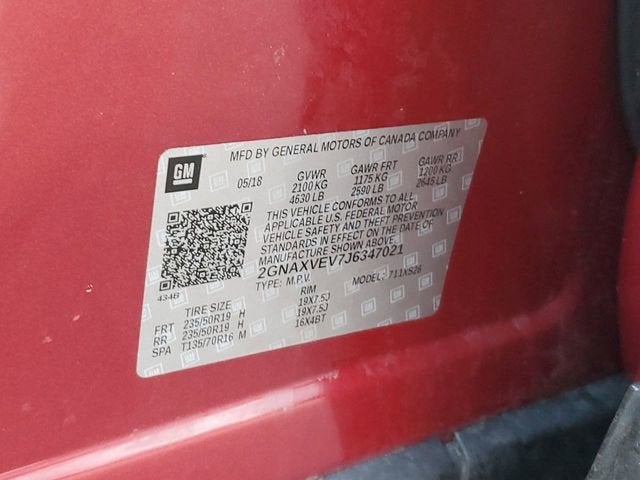 GM
MFD BY GENERAL MOTORS OF CANADA COMPANY
05/18
GVWR GAWR FRT GAWR RR
2100 KG 1175 KG 1200 KG
4630 LB 2590 LB 2645 LB
THIS VEHICLE CONFORMS TO ALL
APPLICABLE U.S. FEDERAL MOTOR
VEHICLE SAFETY AND THEFT PREVENTION
STANDARDS IN EFFECT ON THE DATE OF
MANUFACTURE SHOWN ABOVE.
2GNAXVEV7J6347021
TYPE: M.P.V. MODEL: 711XS26
434B
TIRE SIZE RIM
FRT 235/50R19 H 19X7.5J
RR 235/50R19 H 19X7.5J
SPA T135/70R16 M 16X4BT